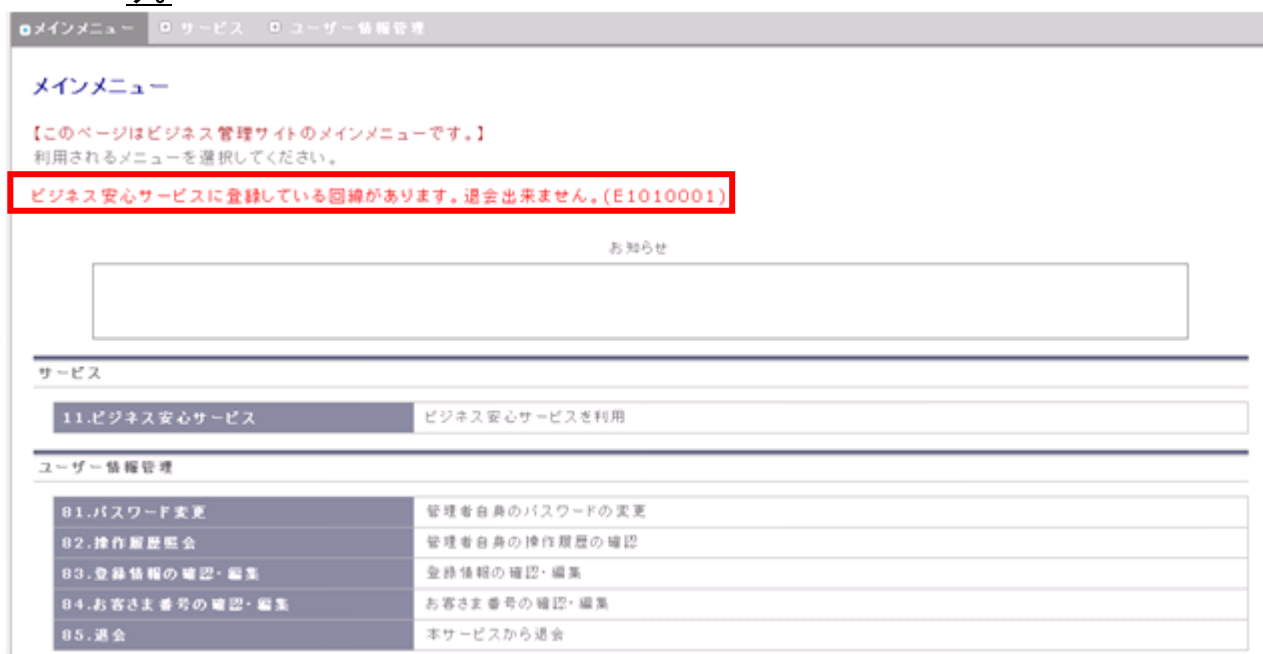 す。
メインメニュー サービス ユーザー情報管理
メインメニュー
【このページはビジネス管理サイトのメインメニューです。】
利用されるメニューを選択してください。
ビジネス安心サービスに登録している回線があります。退会出来ません。(E1010001)
お知らせ
サービス
11.ビジネス安心サービス ビジネス安心サービスを利用
ユーザー情報管理
81.パスワード変更 管理者自身のパスワードの変更
82.操作履歴照会 管理者自身の操作履歴の確認
83.登録情報の確認・編集 登録情報の確認・編集
84.お客さま番号の確認・編集 お客さま番号の確認・編集
85.退会 本サービスから退会